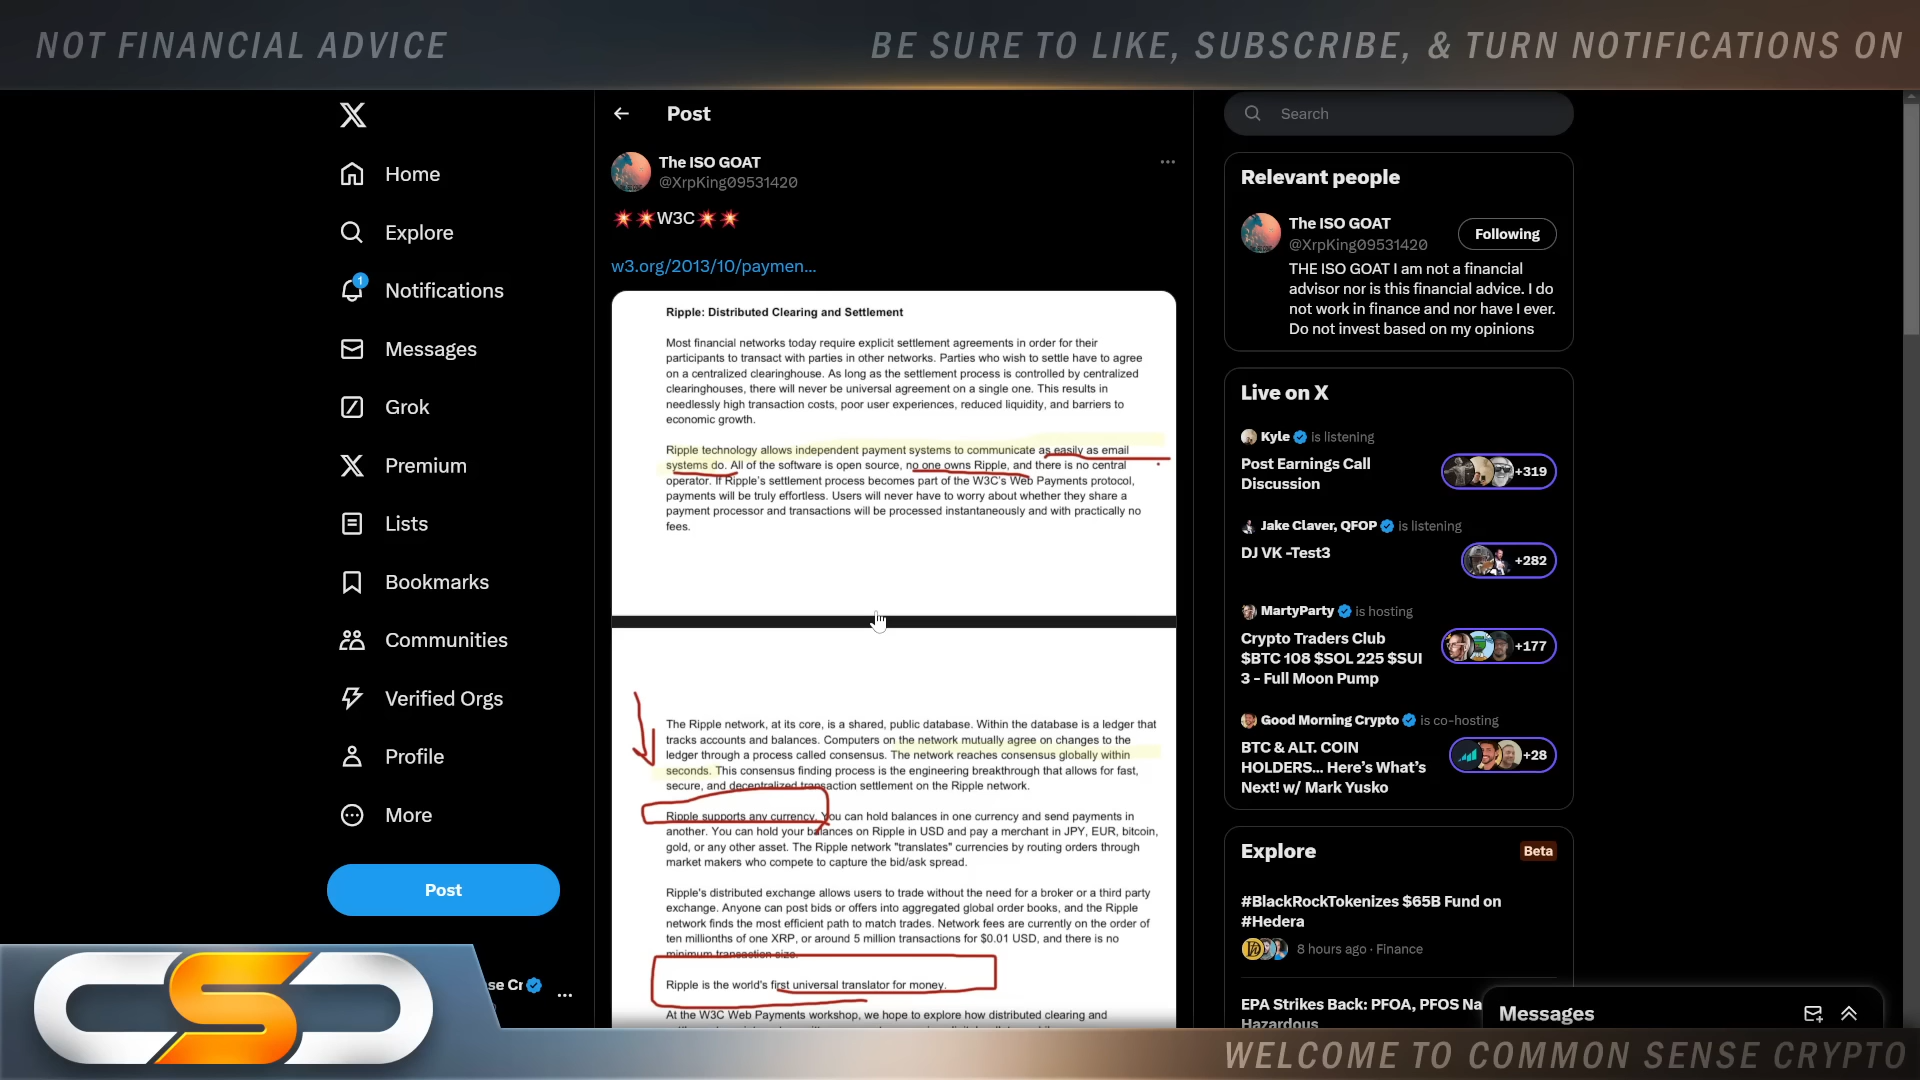 NOT FINANCIAL ADVICE
BE SURE TO LIKE, SUBSCRIBE, & TURN NOTIFICATIONS ON
Home
Explore
1
Notifications
Messages
Grok
Premium
Lists
Bookmarks
Communities
Verified Orgs
Profile
More
Post
se Cr
Post
The ISO GOAT
@XrpKing09531420
💥💥W3C💥💥
w3.org/2013/10/paymen...
Ripple: Distributed Clearing and Settlement
Most financial networks today require explicit settlement agreements in order for their
participants to transact with parties in other networks. Parties who wish to settle have to agree
on a centralized clearinghouse. As long as the settlement process is controlled by centralized
clearinghouses, there will never be universal agreement on a single one. This results in
needlessly high transaction costs, poor user experiences, reduced liquidity, and barriers to
economic growth.
Ripple technology allows independent payment systems to communicate as easily as email
systems do. All of the software is open source, no one owns Ripple, and there is no central
operator. If Ripple's settlement process becomes part of the W3C's Web Payments protocol,
payments will be truly effortless. Users will never have to worry about whether they share a
payment processor and transactions will be processed instantaneously and with practically no
fees.
The Ripple network, at its core, is a shared, public database. Within the database is a ledger that
tracks accounts and balances. Computers on the network mutually agree on changes to the
ledger through a process called consensus. The network reaches consensus globally within
seconds. This consensus finding process is the engineering breakthrough that allows for fast,
secure, and decentralized transaction settlement on the Ripple network.
Ripple supports any currency. You can hold balances in one currency and send payments in
another. You can hold your balances on Ripple in USD and pay a merchant in JPY, EUR, bitcoin,
gold, or any other asset. The Ripple network "translates" currencies by routing orders through
market makers who compete to capture the bid/ask spread.
Ripple's distributed exchange allows users to trade without the need for a broker or a third party
exchange. Anyone can post bids or offers into aggregated global order books, and the Ripple
network finds the most efficient path to match trades. Network fees are currently on the order of
ten millionths of one XRP, or around 5 million transactions for $0.01 USD, and there is no
minimum transaction size.
Ripple is the world's first universal translator for money.
At the W3C Web Payments workshop, we hope to explore how distributed clearing and
Search
Relevant people
The ISO GOAT
@XrpKing09531420
Following
THE ISO GOAT I am not a financial
advisor nor is this financial advice. I do
not work in finance and nor have I ever.
Do not invest based on my opinions
Live on X
Kyle is listening
Post Earnings Call
Discussion
+319
Jake Claver, QFOP is listening
DJ VK -Test3
+282
MartyParty is hosting
Crypto Traders Club
$BTC 108 $SOL 225 $SUI
3 - Full Moon Pump
+177
Good Morning Crypto is co-hosting
BTC & ALT. COIN
HOLDERS... Here's What's
Next! w/ Mark Yusko
+28
Explore
Beta
#BlackRockTokenizes $65B Fund on
#Hedera
8 hours ago · Finance
EPA Strikes Back: PFOA, PFOS Na
Hazardous
Messages
CSC
WELCOME TO COMMON SENSE CRYPTO